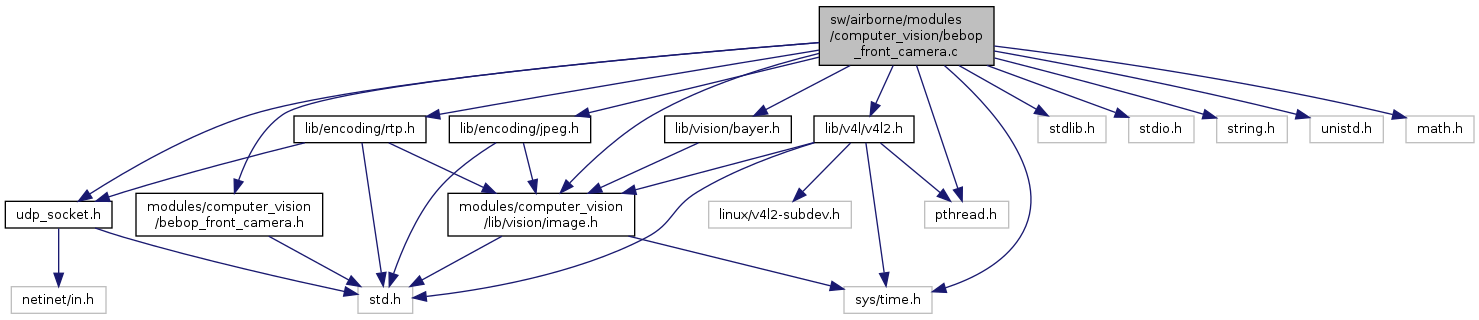 sw/airborne/modules
/computer_vision/bebop
_front_camera.c
lib/encoding/rtp.h
lib/encoding/jpeg.h
lib/vision/bayer.h
lib/v4l/v4l2.h
stdlib.h
stdio.h
string.h
unistd.h
math.h
udp_socket.h
modules/computer_vision
/bebop_front_camera.h
modules/computer_vision
/lib/vision/image.h
linux/v4l2-subdev.h
pthread.h
netinet/in.h
std.h
sys/time.h